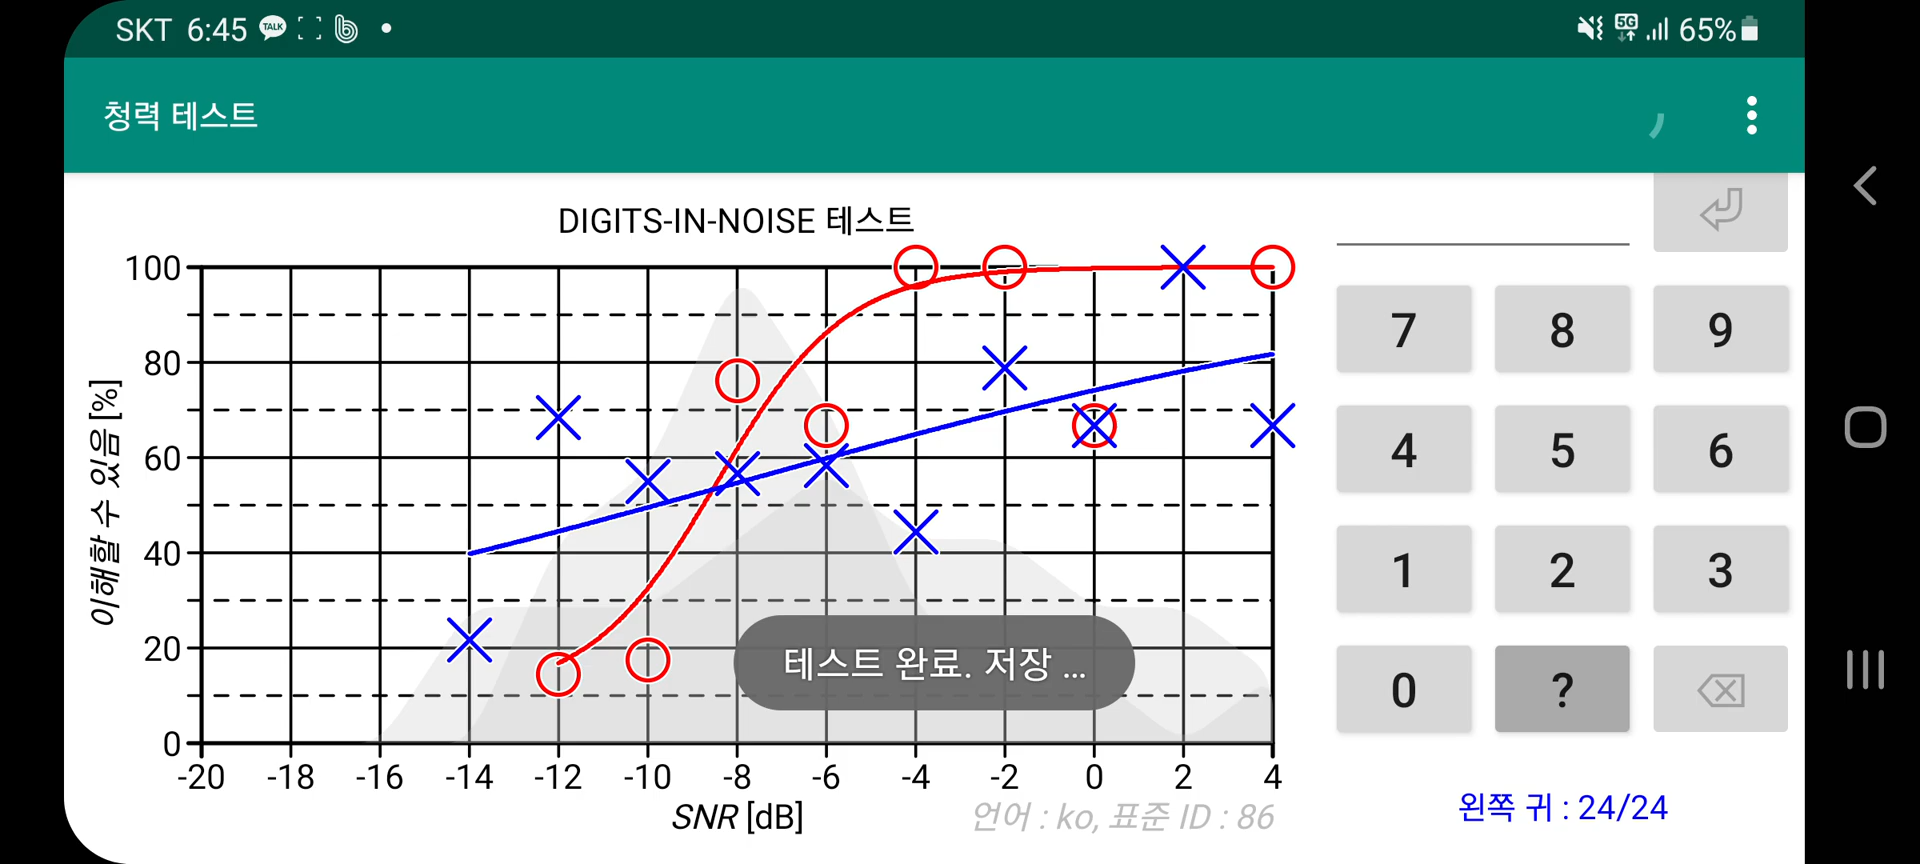 SKT 6:45 TALK
5G 65%
청력 테스트
DIGITS-IN-NOISE 테스트
이해할 수 있음 [%]
100
80
60
40
20
0
-20 -18 -16 -14 -12 -10 -8 -6 -4 -2 0 2 4
SNR [dB]
언어 : ko, 표준 ID : 86
테스트 완료. 저장 ...
7 8 9
4 5 6
1 2 3
0 ?
왼쪽 귀 : 24/24